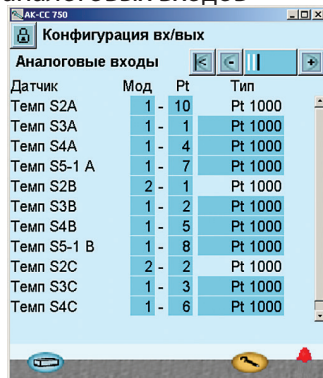 аналоговых входов
AK-CC 750
Конфигурация вх/вых
Аналоговые входы
Датчик Мод Pt Тип
Темп S2A 1 - 10 Pt 1000
Темп S3A 1 - 1 Pt 1000
Темп S4A 1 - 4 Pt 1000
Темп S5-1 A 1 - 7 Pt 1000
Темп S2B 2 - 1 Pt 1000
Темп S3B 1 - 2 Pt 1000
Темп S4B 1 - 5 Pt 1000
Темп S5-1 B 1 - 8 Pt 1000
Темп S2C 2 - 2 Pt 1000
Темп S3C 1 - 3 Pt 1000
Темп S4C 1 - 6 Pt 1000